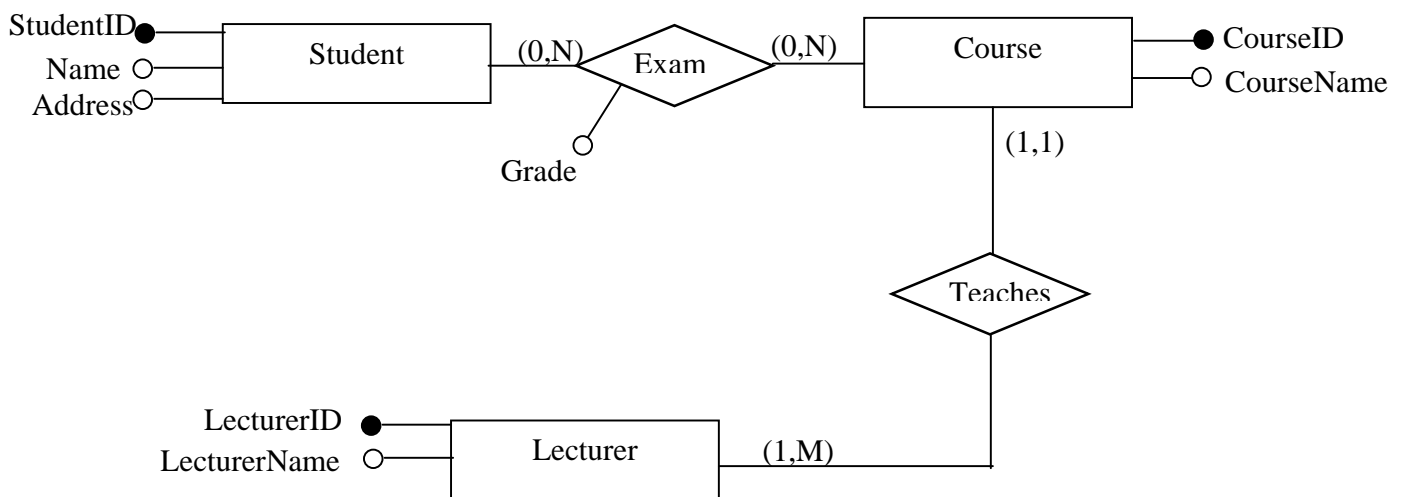 StudentID
Name
Address
Student
(0,N)
Exam
(0,N)
Course
CourseID
CourseName
Grade
(1,1)
Teaches
LecturerID
LecturerName
Lecturer
(1,M)